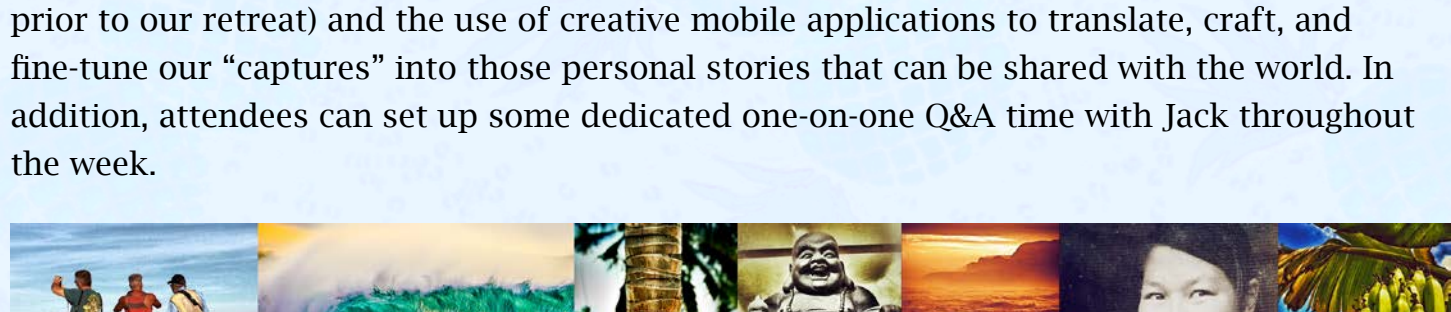 prior to our retreat) and the use of creative mobile applications to translate, craft, and
fine-tune our “captures” into those personal stories that can be shared with the world. In
addition, attendees can set up some dedicated one-on-one Q&A time with Jack throughout
the week.